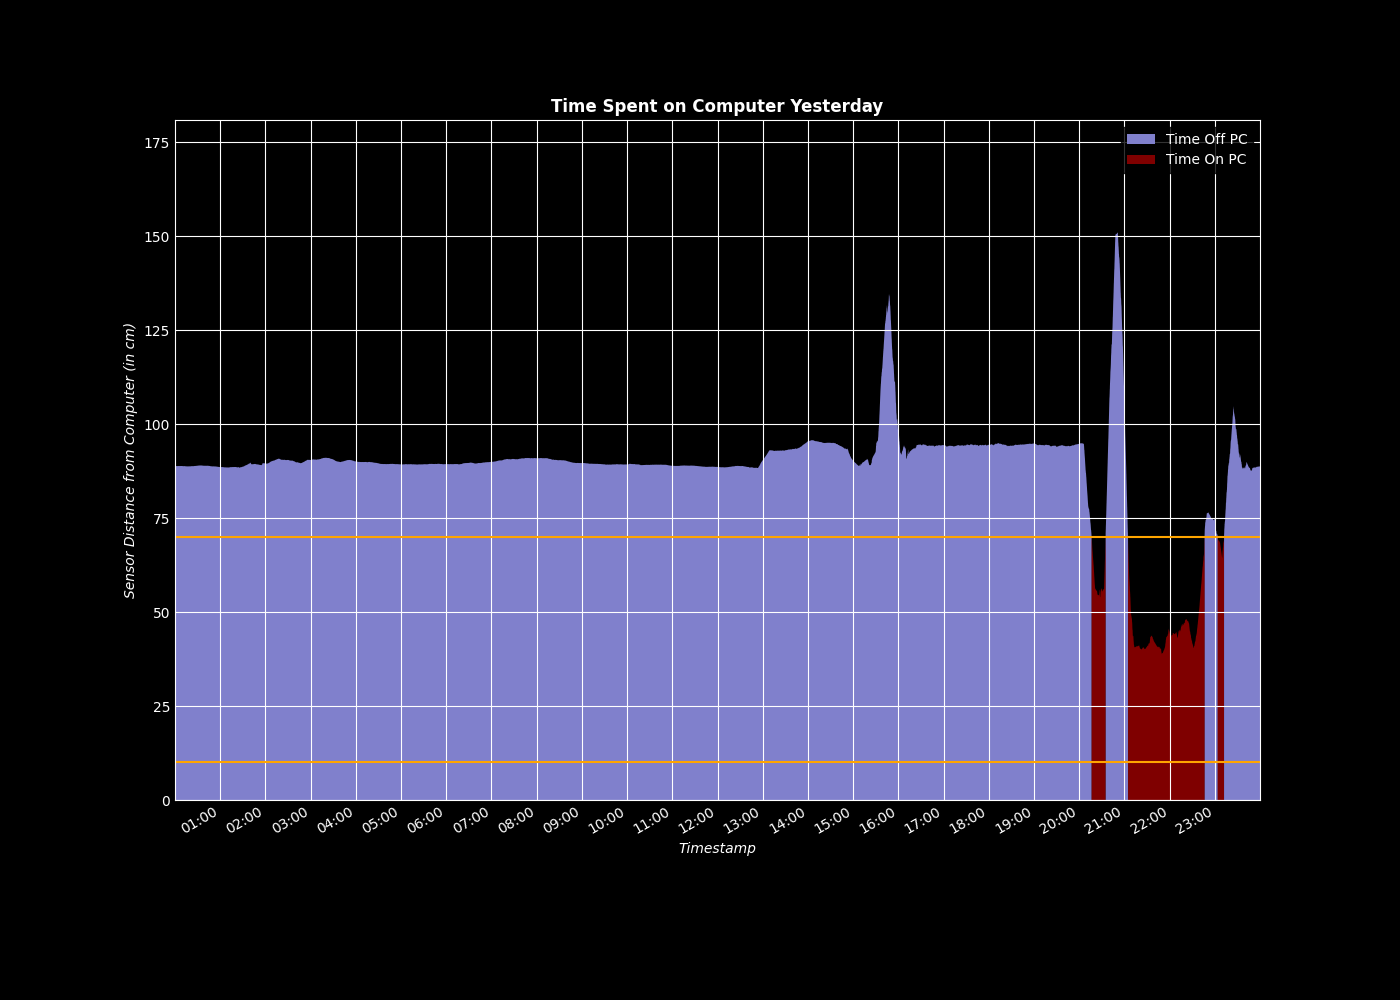 Time Spent on Computer Yesterday
Time Off PC
Time On PC
Sensor Distance from Computer (in cm)
175
150
125
100
75
50
25
0
01:00 02:00 03:00 04:00 05:00 06:00 07:00 08:00 09:00 10:00 11:00 12:00 13:00 14:00 15:00 16:00 17:00 18:00 19:00 20:00 21:00 22:00 23:00
Timestamp